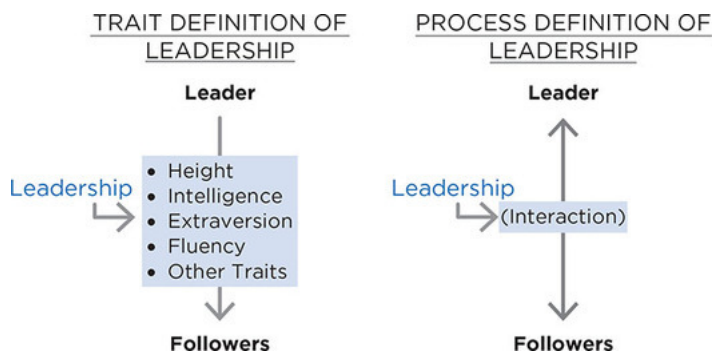 TRAIT DEFINITION OF
LEADERSHIP
Leader
Leadership
• Height
• Intelligence
• Extraversion
• Fluency
• Other Traits
Followers
PROCESS DEFINITION OF
LEADERSHIP
Leader
Leadership
(Interaction)
Followers